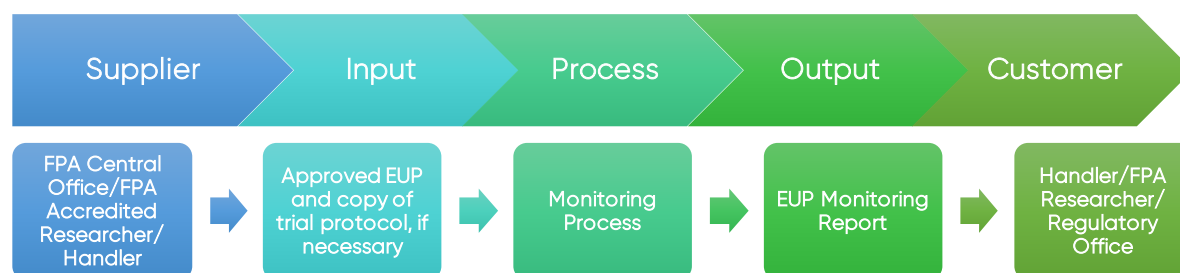 Supplier
Input
Process
Output
Customer
FPA Central
Office/FPA
Accredited
Researcher/
Handler
Approved EUP
and copy of
trial protocol, if
necessary
Monitoring
Process
EUP Monitoring
Report
Handler/FPA
Researcher/
Regulatory
Office